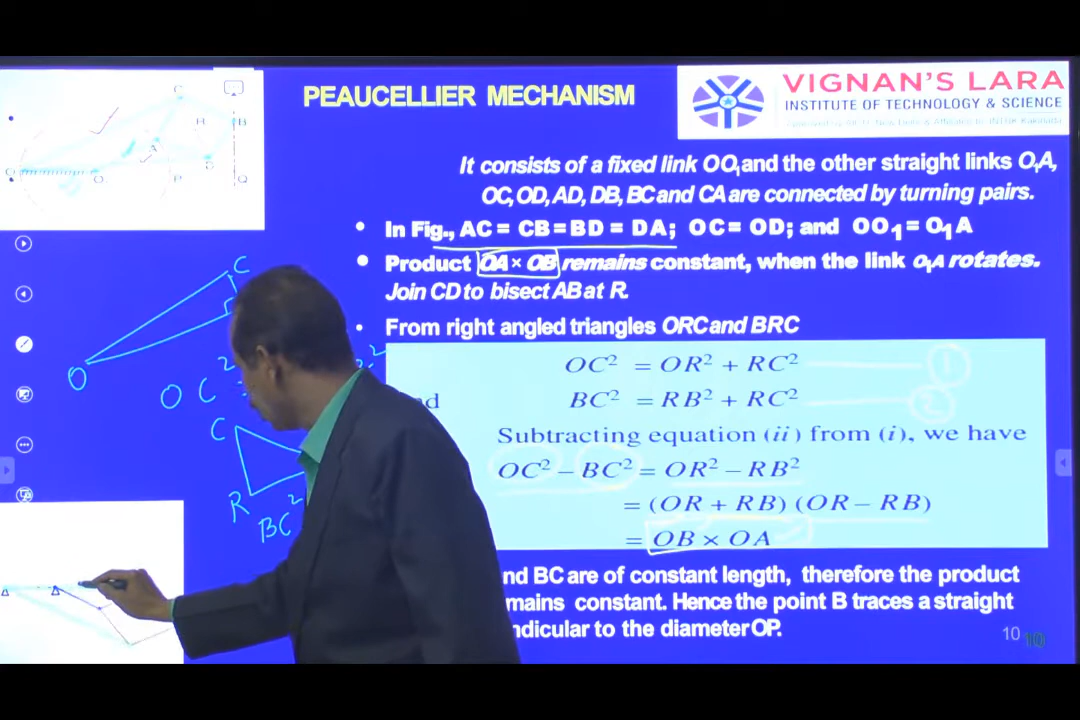 PEAUCELLIER MECHANISM
VIGNAN'S LARA
INSTITUTE OF TECHNOLOGY & SCIENCE
It consists of a fixed link OO1 and the other straight links O1A,
OC, OD, AD, DB, BC and CA are connected by turning pairs.
• In Fig., AC = CB = BD = DA; OC = OD; and OO1 = O1A
• Product OA × OB remains constant, when the link O1A rotates.
Join CD to bisect AB at R.
• From right angled triangles ORC and BRC
OC² = OR² + RC² 1
BC² = RB² + RC² 2
Subtracting equation (ii) from (i), we have
OC² – BC² = OR² – RB²
= (OR + RB) (OR – RB)
= OB × OA
BC are of constant length, therefore the product
constant. Hence the point B traces a straight
to the diameter OP.
10
10
C
R
B
A
D
O
P
Q
C
O
O C²
C
R
BC²